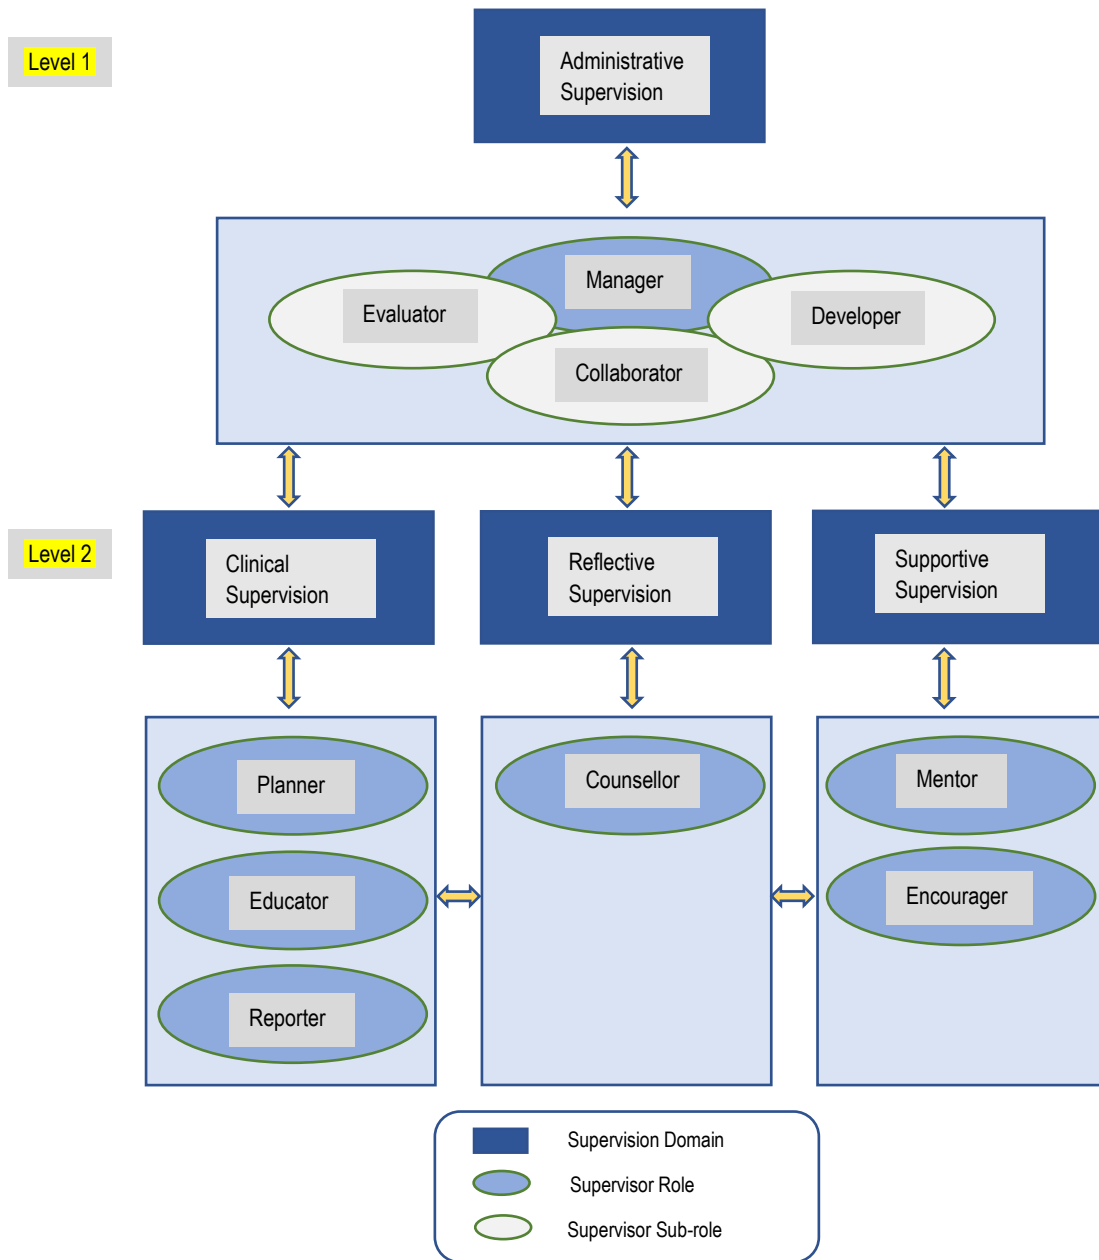 Level 1
Administrative
Supervision
Manager
Evaluator
Developer
Collaborator
Level 2
Clinical
Supervision
Reflective
Supervision
Supportive
Supervision
Planner
Counsellor
Mentor
Educator
Encourager
Reporter
Supervision Domain
Supervisor Role
Supervisor Sub-role